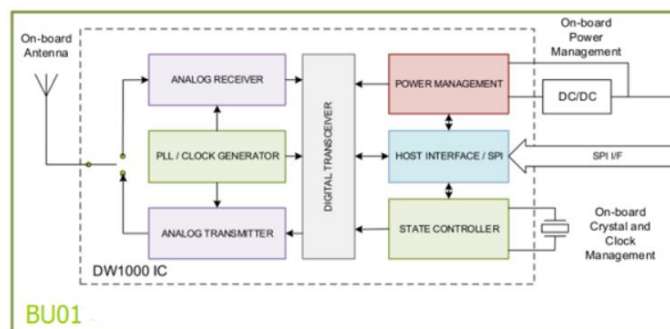 On-board
Antenna
ANALOG RECEIVER
PLL / CLOCK GENERATOR
ANALOG TRANSMITTER
DIGITAL TRANSCEIVER
POWER MANAGEMENT
HOST INTERFACE / SPI
STATE CONTROLLER
On-board
Power
Management
DC/DC
SPI I/F
On-board
Crystal and
Clock
Management
DW1000 IC
BU01